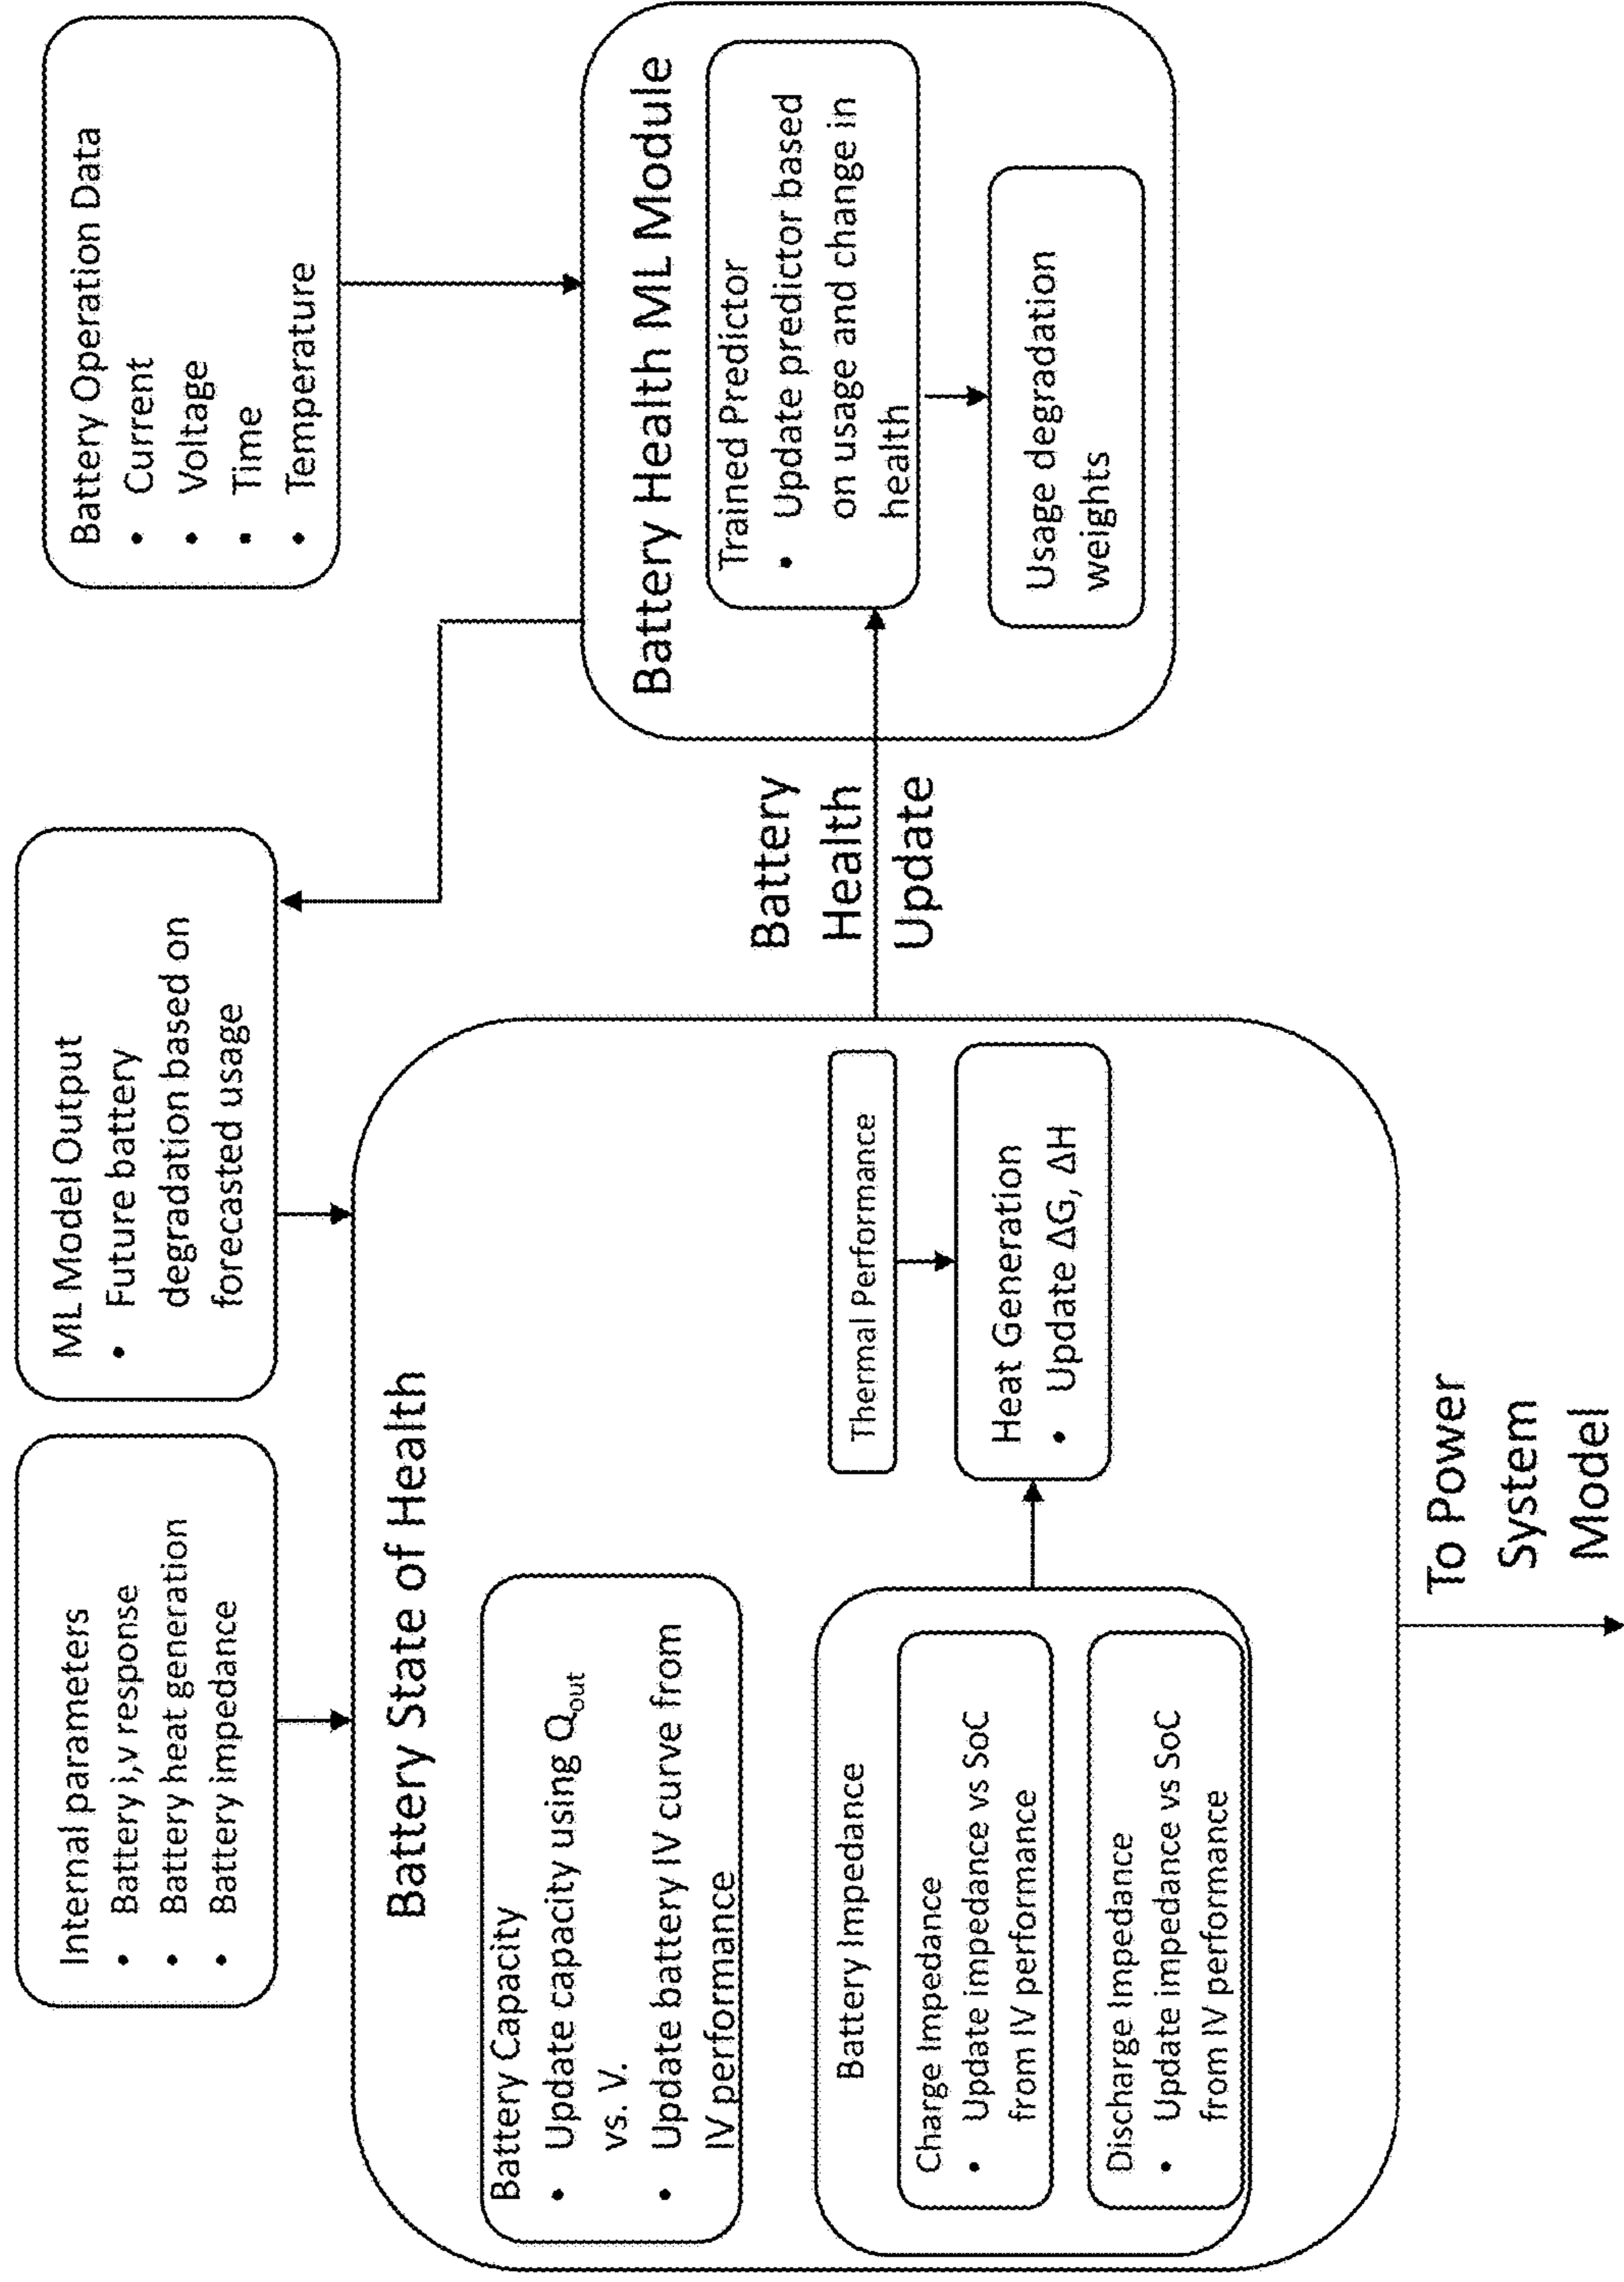 Internal parameters
• Battery i,v response
• Battery heat generation
• Battery impedance
ML Model Output
• Future battery
degradation based on
forecasted usage
Battery Operation Data
• Current
• Voltage
• Time
• Temperature
Battery State of Health
Battery Capacity
• Update capacity using Qout
vs. V.
• Update battery IV curve from
IV performance
Battery Impedance
Charge Impedance
• Update impedance vs SoC
from IV performance
Discharge Impedance
• Update impedance vs SoC
from IV performance
Thermal Performance
Heat Generation
• Update ΔG, ΔH
Battery
Health
Update
Battery Health ML Module
Trained Predictor
• Update predictor based
on usage and change in
health
Usage degradation
weights
To Power
System
Model